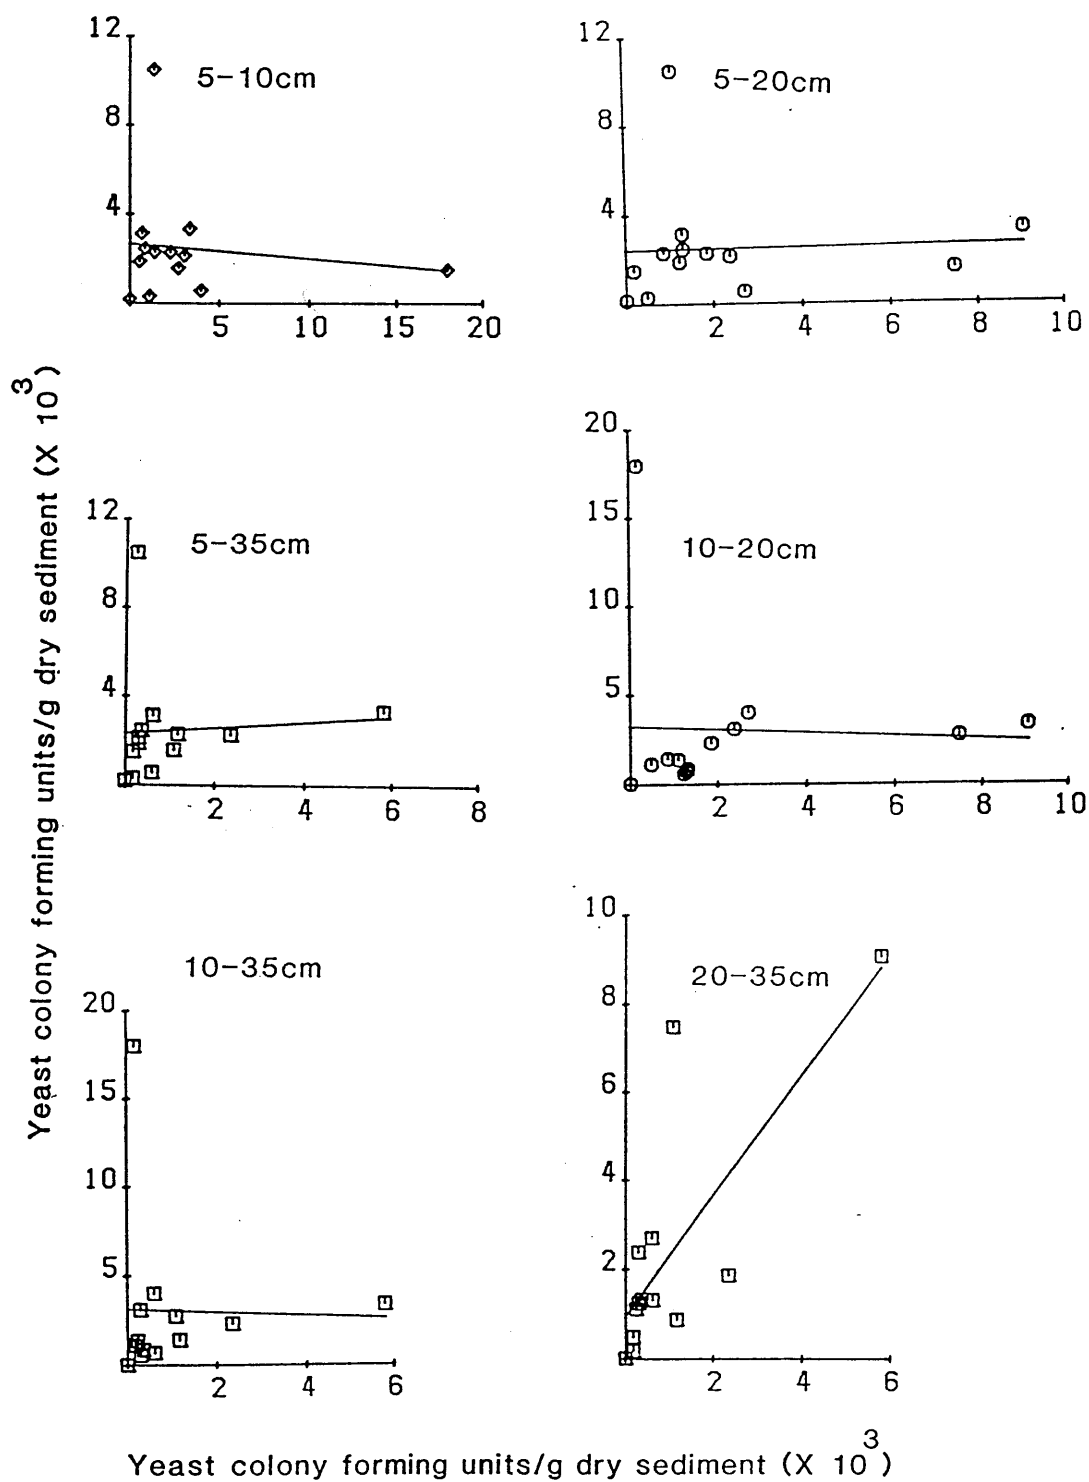 12
8
4
5-10cm
5 10 15 20
12
8
4
5-20cm
2 4 6 8 10
12
8
4
5-35cm
2 4 6 8
20
15
10
5
10-20cm
2 4 6 8 10
20
15
10
5
10-35cm
2 4 6
10
8
6
4
2
20-35cm
2 4 6
Yeast colony forming units/g dry sediment (X 10³)
Yeast colony forming units/g dry sediment (X 10³)